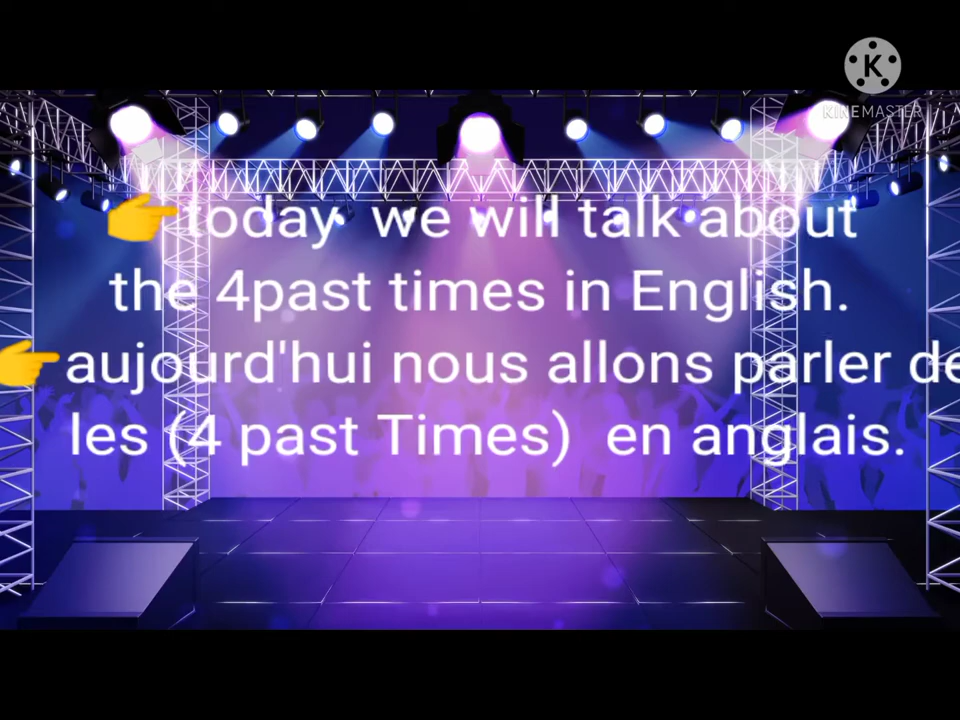 K
KINEMASTER
👉today we will talk about
the 4past times in English.
👉aujourd'hui nous allons parler de
les (4 past Times) en anglais.